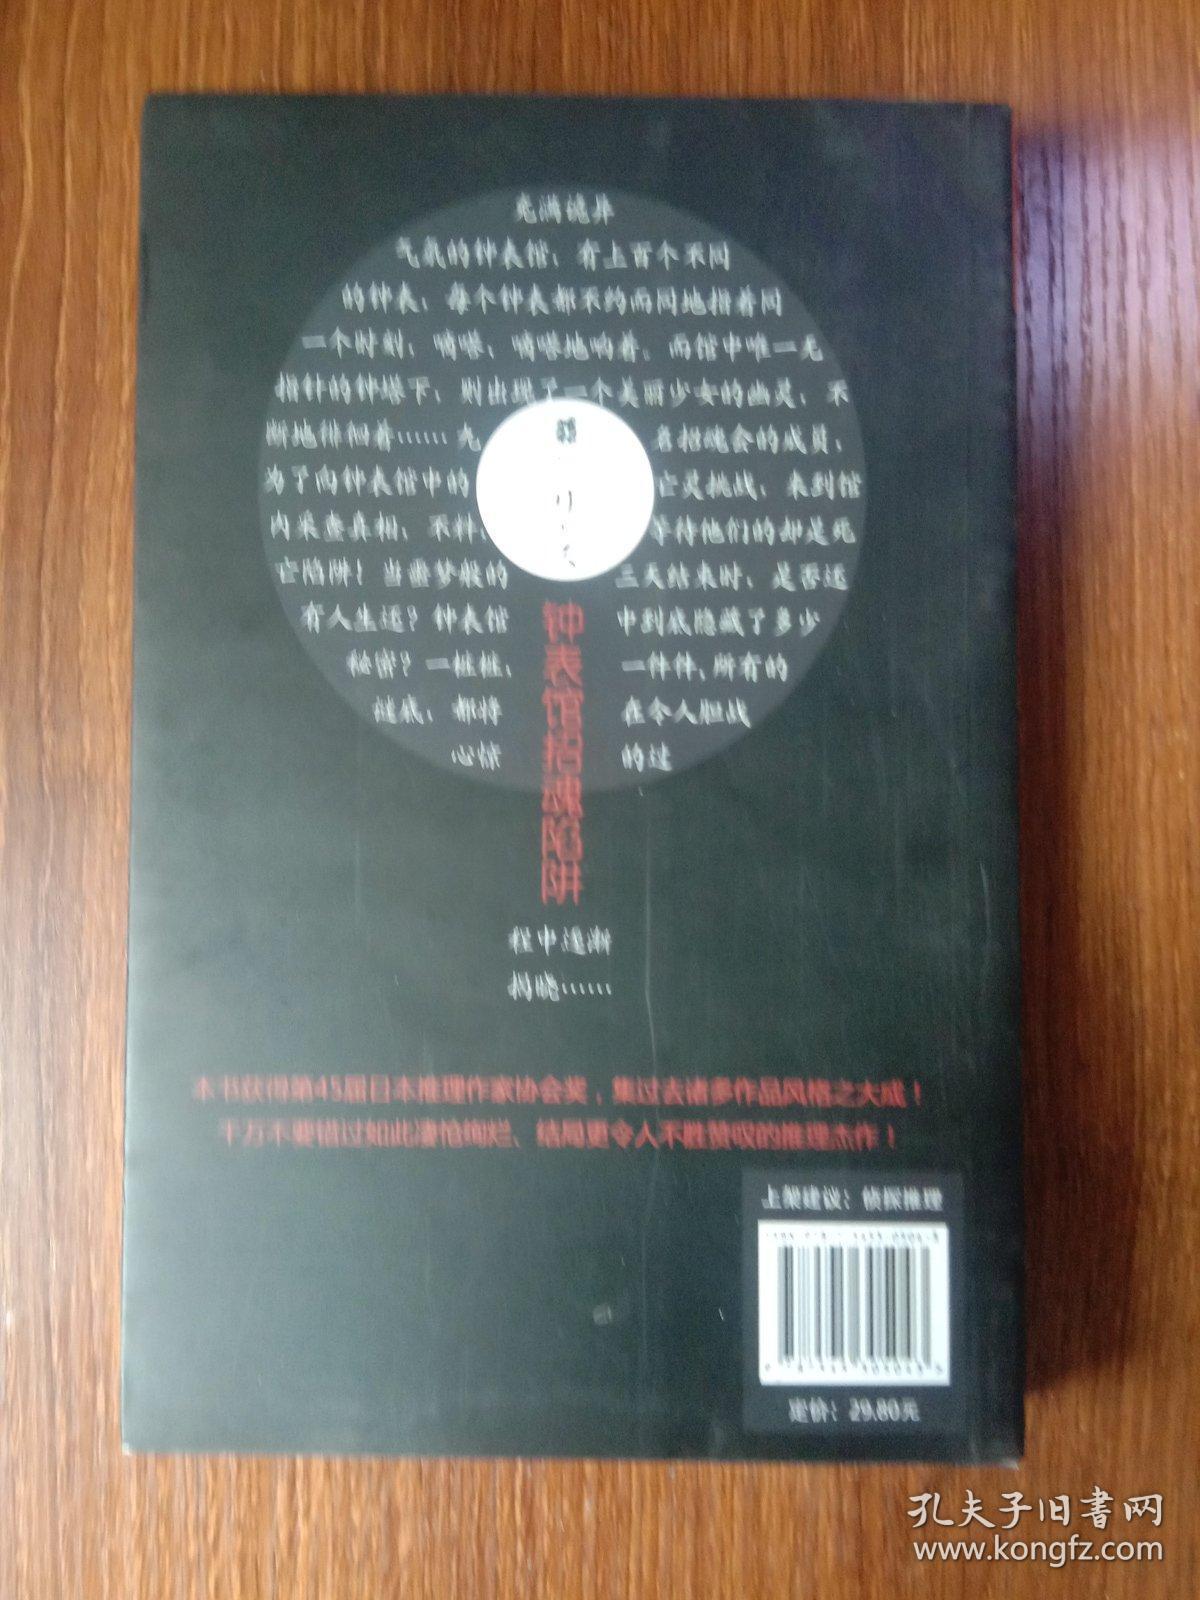 充满诡异
气氛的钟表馆，有上百个不同
的钟表，每个钟表都不约而同地指着同
一个时刻，嘀嗒，嘀嗒地响着，而馆中唯一无
指针的钟塔下，则出现了一个美丽少女的幽灵，不
断地徘徊着……九 名招魂会的成员，
为了向钟表馆中的 亡灵挑战，来到馆
内采查真相，不料， 等待他们的却是死
亡陷阱！当噩梦般的 三天结束时，是否还
有人生还？钟表馆 中到底隐藏了多少
秘密？一桩桩， 一件件，所有的
谜底，都将 在令人胆战
心惊 的过
钟表馆招魂陷阱
程中逐渐
揭晓……
本书获得第45届日本推理作家协会奖，集过去诸多作品风格之大成！
千万不要错过如此凄怆绚烂、结局更令人不胜赞叹的推理杰作！
上架建议：侦探推理
定价：29.80元
孔夫子旧书网
www.kongfz.com